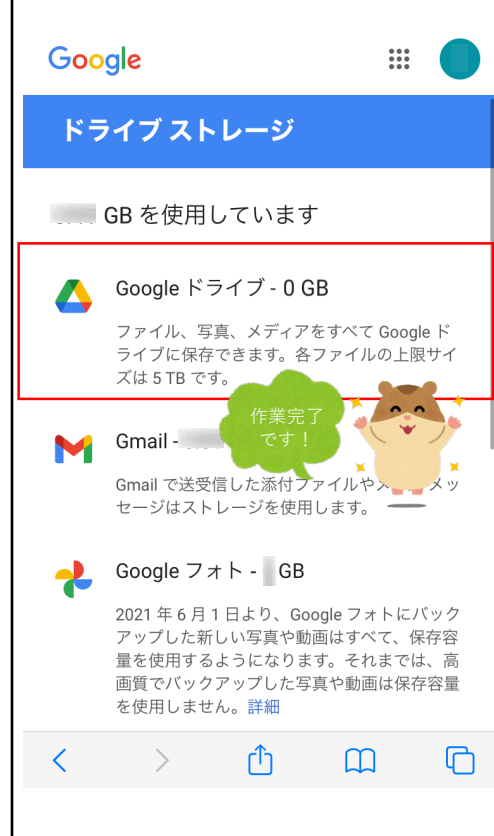 Google
ドライブ ストレージ
GB を使用しています
Google ドライブ - 0 GB
ファイル、写真、メディアをすべて Google ド
ライブに保存できます。各ファイルの上限サイ
ズは 5 TB です。
作業完了
です！
Gmail -
Gmail で送受信した添付ファイルや
メッ
セージはストレージを使用します。
Google フォト - GB
2021 年 6 月 1 日より、Google フォトにバック
アップした新しい写真や動画はすべて、保存容
量を使用するようになります。それまでは、高
画質でバックアップした写真や動画は保存容量
を使用しません。詳細